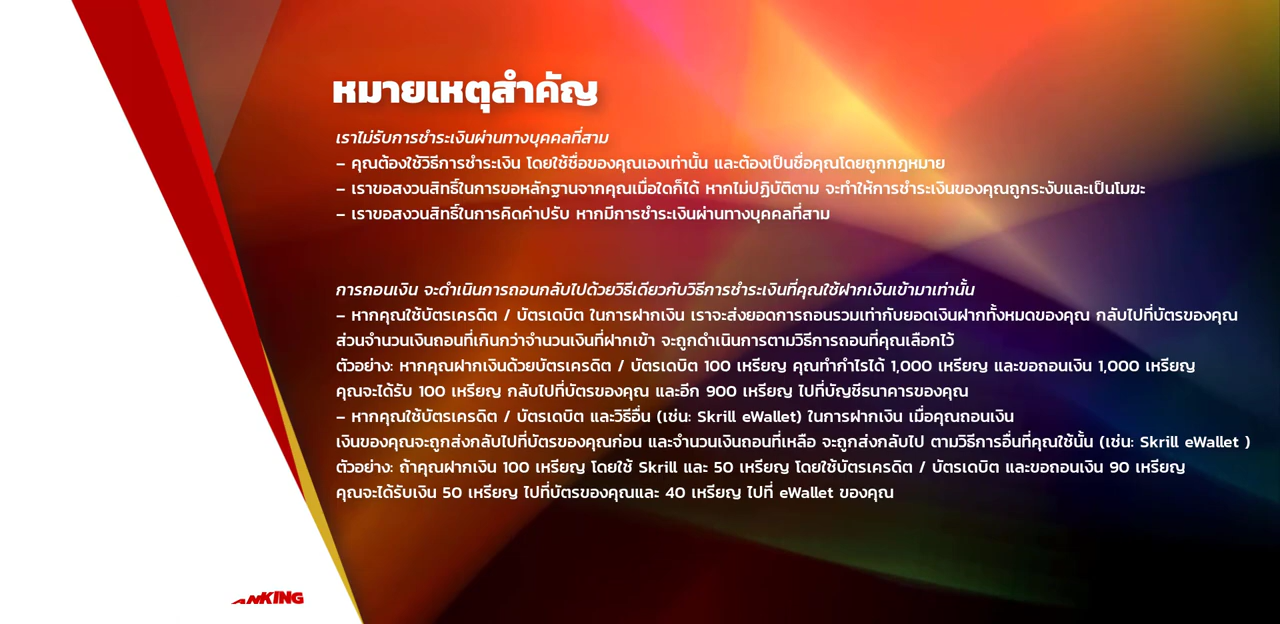 หมายเหตุสำคัญ
เราไม่รับการชำระเงินผ่านทางบุคคลที่สาม
– คุณต้องใช้วิธีการชำระเงิน โดยใช้ชื่อของคุณเองเท่านั้น และต้องเป็นชื่อคุณโดยถูกกฎหมาย
– เราขอสงวนสิทธิ์ในการขอหลักฐานจากคุณเมื่อใดก็ได้ หากไม่ปฏิบัติตาม จะทำให้การชำระเงินของคุณถูกระงับและเป็นโมฆะ
– เราขอสงวนสิทธิ์ในการคิดค่าปรับ หากมีการชำระเงินผ่านทางบุคคลที่สาม
การถอนเงิน จะดำเนินการถอนกลับไปด้วยวิธีเดียวกับวิธีการชำระเงินที่คุณใช้ฝากเงินเข้ามาเท่านั้น
– หากคุณใช้บัตรเครดิต / บัตรเดบิต ในการฝากเงิน เราจะส่งยอดการถอนรวมเท่ากับยอดเงินฝากทั้งหมดของคุณ กลับไปที่บัตรของคุณ
ส่วนจำนวนเงินถอนที่เกินกว่าจำนวนเงินที่ฝากเข้า จะถูกดำเนินการตามวิธีการถอนที่คุณเลือกไว้
ตัวอย่าง: หากคุณฝากเงินด้วยบัตรเครดิต / บัตรเดบิต 100 เหรียญ คุณทำกำไรได้ 1,000 เหรียญ และขอถอนเงิน 1,000 เหรียญ
คุณจะได้รับ 100 เหรียญ กลับไปที่บัตรของคุณ และอีก 900 เหรียญ ไปที่บัญชีธนาคารของคุณ
– หากคุณใช้บัตรเครดิต / บัตรเดบิต และวิธีอื่น (เช่น: Skrill eWallet) ในการฝากเงิน เมื่อคุณถอนเงิน
เงินของคุณจะถูกส่งกลับไปที่บัตรของคุณก่อน และจำนวนเงินถอนที่เหลือ จะถูกส่งกลับไป ตามวิธีการอื่นที่คุณใช้นั้น (เช่น: Skrill eWallet )
ตัวอย่าง: ถ้าคุณฝากเงิน 100 เหรียญ โดยใช้ Skrill และ 50 เหรียญ โดยใช้บัตรเครดิต / บัตรเดบิต และขอถอนเงิน 90 เหรียญ
คุณจะได้รับเงิน 50 เหรียญ ไปที่บัตรของคุณและ 40 เหรียญ ไปที่ eWallet ของคุณ